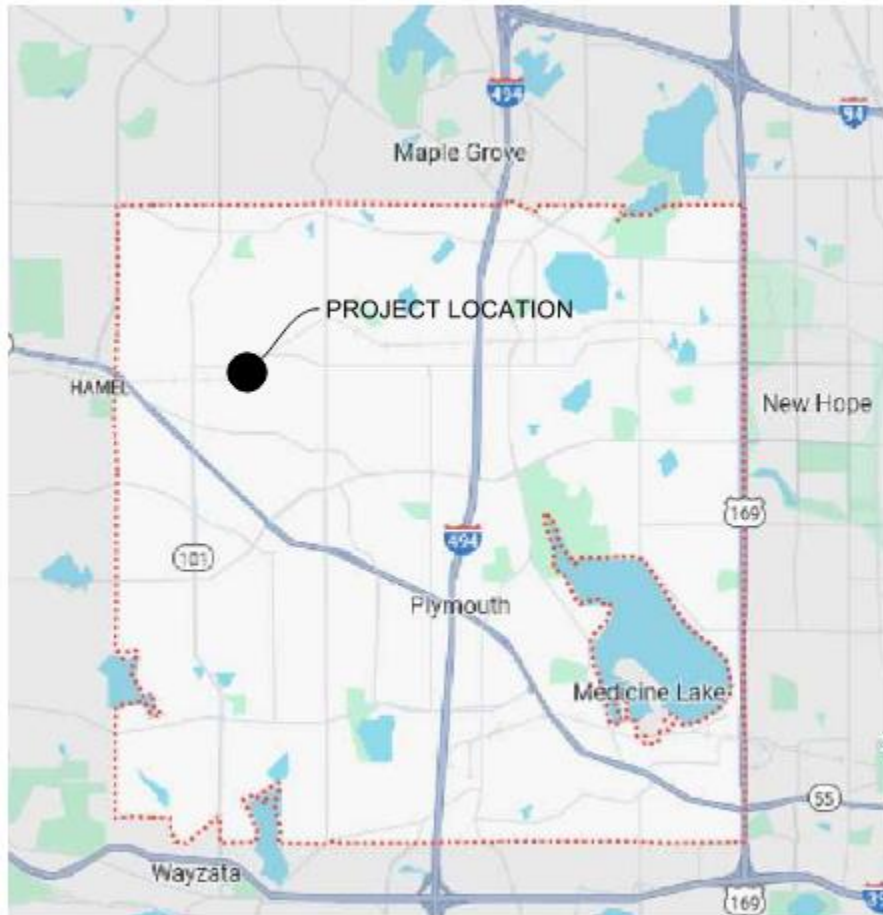 494
94
Maple Grove
PROJECT LOCATION
HAMEL
New Hope
169
494
101
Plymouth
Medicine Lake
55
Wayzata
169